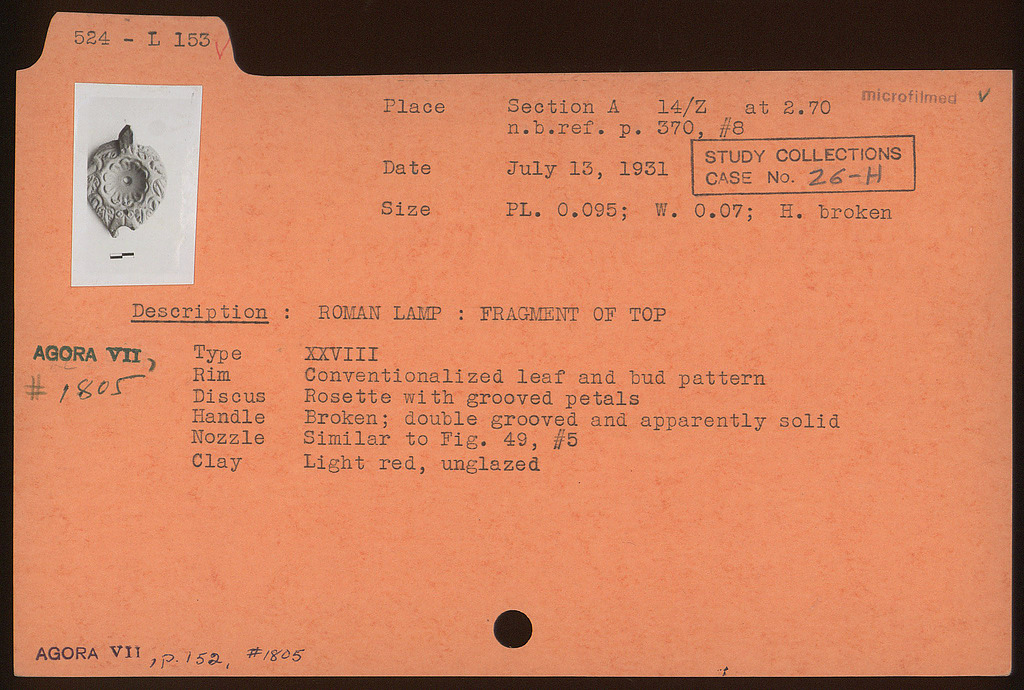 524 - L 153 ✓
microfilmed ✓
Place Section A 14/Z at 2.70
n.b.ref. p. 370, #8
Date July 13, 1931
STUDY COLLECTIONS
CASE No. 26-H
Size PL. 0.095; W. 0.07; H. broken
Description : ROMAN LAMP : FRAGMENT OF TOP
AGORA VII,
# 1805
Type XXVIII
Rim Conventionalized leaf and bud pattern
Discus Rosette with grooved petals
Handle Broken; double grooved and apparently solid
Nozzle Similar to Fig. 49, #5
Clay Light red, unglazed
AGORA VII, p. 152, #1805